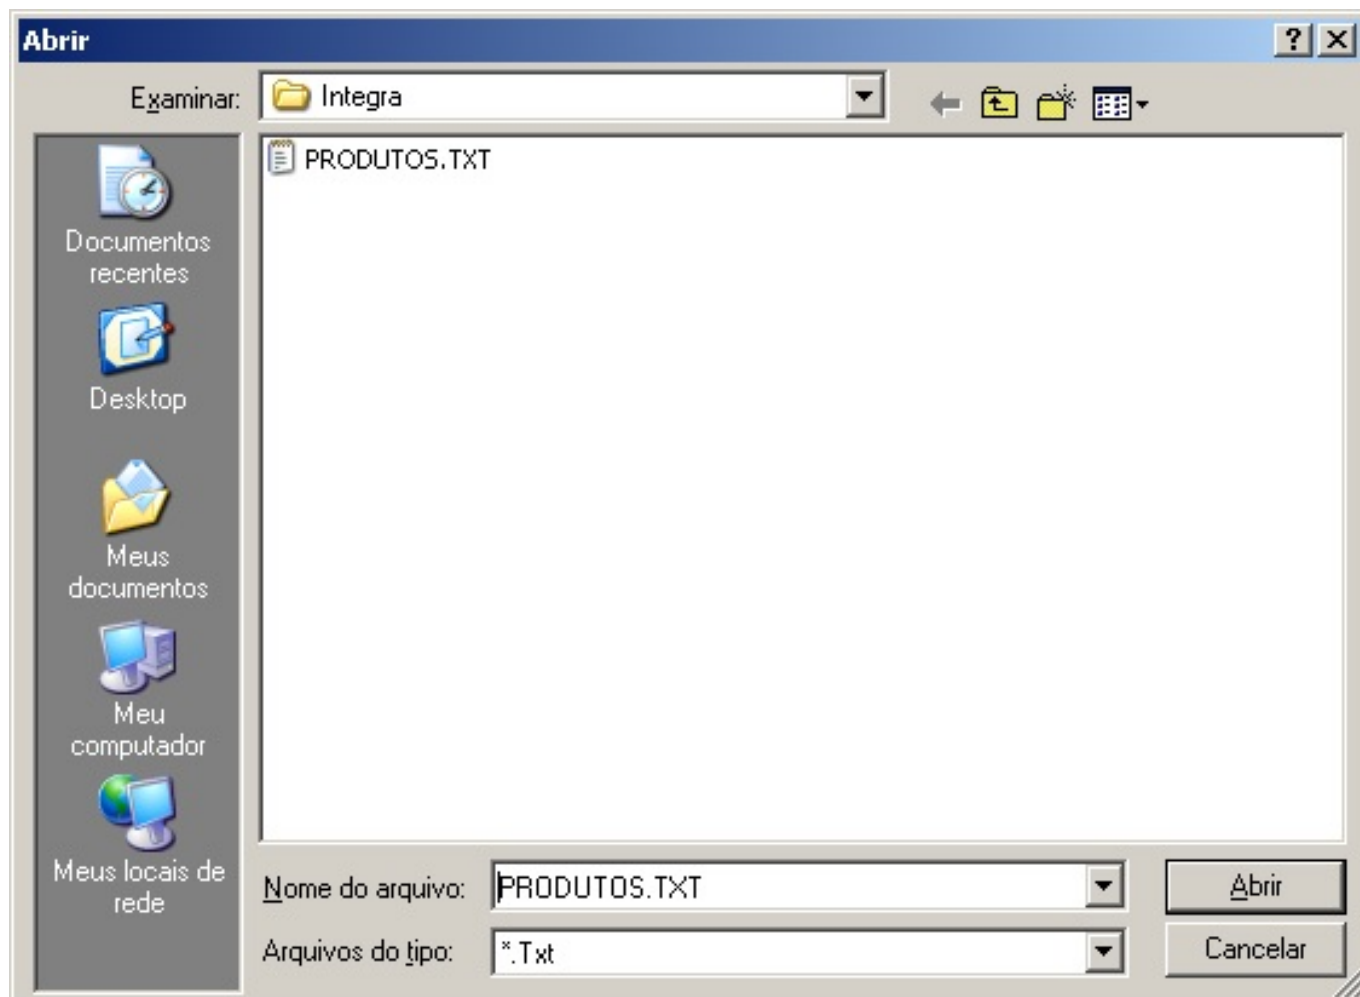 Abrir
Examinar: Integra
PRODUTOS.TXT
Documentos
recentes
Desktop
Meus
documentos
Meu
computador
Meus locais de
rede
Nome do arquivo: PRODUTOS.TXT Abrir
Arquivos do tipo: *.Txt Cancelar